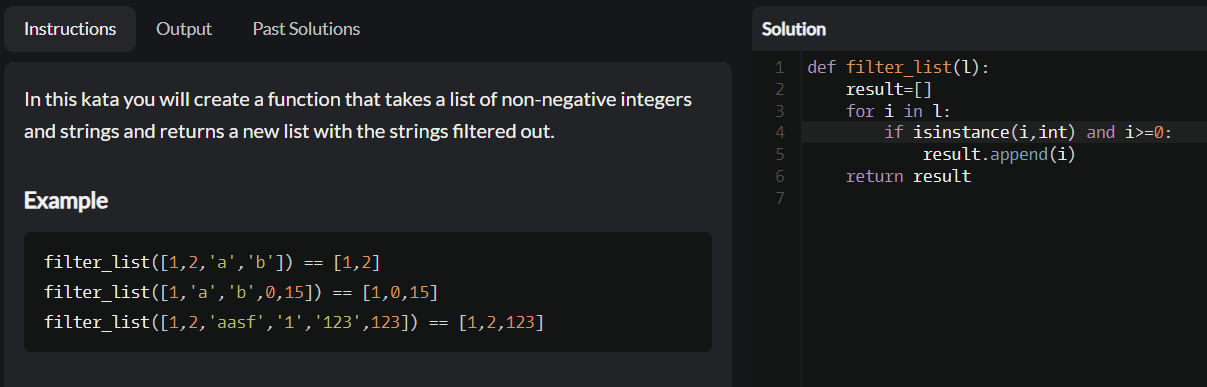 Instructions
Output
Past Solutions
In this kata you will create a function that takes a list of non-negative integers
and strings and returns a new list with the strings filtered out.
Example
filter_list([1,2,'a','b']) == [1,2]
filter_list([1,'a','b',0,15]) == [1,0,15]
filter_list([1,2,'aasf','1','123',123]) == [1,2,123]
Solution
1 def filter_list(l):
2     result=[]
3     for i in l:
4         if isinstance(i,int) and i>=0:
5             result.append(i)
6     return result
7